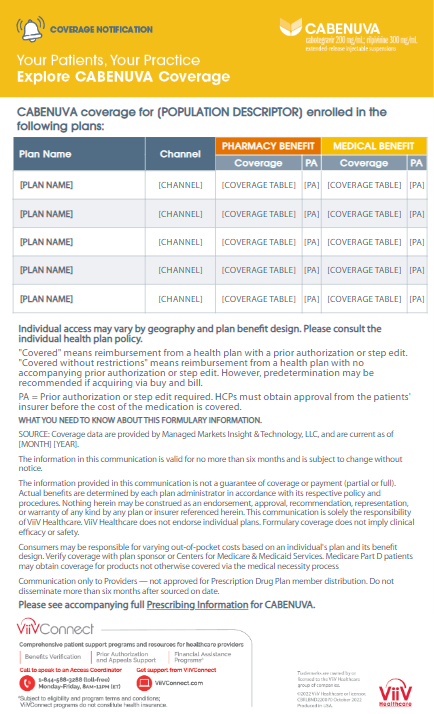 COVERAGE NOTIFICATION
CABENUVA
cabotegravir 200 mg/mL; rilpivirine 300 mg/mL
extended-release injectable suspensions
Your Patients, Your Practice
Explore CABENUVA Coverage
CABENUVA coverage for [POPULATION DESCRIPTOR] enrolled in the
following plans:
Plan Name Channel PHARMACY BENEFIT MEDICAL BENEFIT
Coverage PA Coverage PA
[PLAN NAME] [CHANNEL] [COVERAGE TABLE] [PA] [COVERAGE TABLE] [PA]
[PLAN NAME] [CHANNEL] [COVERAGE TABLE] [PA] [COVERAGE TABLE] [PA]
[PLAN NAME] [CHANNEL] [COVERAGE TABLE] [PA] [COVERAGE TABLE] [PA]
[PLAN NAME] [CHANNEL] [COVERAGE TABLE] [PA] [COVERAGE TABLE] [PA]
[PLAN NAME] [CHANNEL] [COVERAGE TABLE] [PA] [COVERAGE TABLE] [PA]
Individual access may vary by geography and plan benefit design. Please consult the
individual health plan policy.
"Covered" means reimbursement from a health plan with a prior authorization or step edit.
"Covered without restrictions" means reimbursement from a health plan with no
accompanying prior authorization or step edit. However, predetermination may be
recommended if acquiring via buy and bill.
PA = Prior authorization or step edit required. HCPs must obtain approval from the patients'
insurer before the cost of the medication is covered.
WHAT YOU NEED TO KNOW ABOUT THIS FORMULARY INFORMATION.
SOURCE: Coverage data are provided by Managed Markets Insight & Technology, LLC, and are current as of
[MONTH] [YEAR].
The information in this communication is valid for no more than six months and is subject to change without
notice.
The information provided in this communication is not a guarantee of coverage or payment (partial or full).
Actual benefits are determined by each plan administrator in accordance with its respective policy and
procedures. Nothing herein may be construed as an endorsement, approval, recommendation, representation,
or warranty of any kind by any plan or insurer referenced herein. This communication is solely the responsibility
of ViiV Healthcare. ViiV Healthcare does not endorse individual plans. Formulary coverage does not imply clinical
efficacy or safety.
Consumers may be responsible for varying out-of-pocket costs based on an individual's plan and its benefit
design. Verify coverage with plan sponsor or Centers for Medicare & Medicaid Services. Medicare Part D patients
may obtain coverage for products not otherwise covered via the medical necessity process
Communication only to Providers — not approved for Prescription Drug Plan member distribution. Do not
disseminate more than six months after sourced on date.
Please see accompanying full Prescribing Information for CABENUVA.
ViiVConnect
Comprehensive patient support programs and resources for healthcare providers:
Benefits Verification
Prior Authorization
and Appeals Support
Financial Assistance
Programs*
Call to speak to an Access Coordinator
1-844-588-3288 (toll-free)
Monday-Friday, 8AM-11PM (ET)
Get support from ViiVConnect
ViiVConnect.com
*Subject to eligibility and program terms and conditions;
ViiVConnect programs do not constitute health insurance.
Trademarks are owned by or
licensed to the ViiV Healthcare
group of companies.
©2022 ViiV Healthcare or licensor.
October 2022
Produced in USA.
ViiV
Healthcare